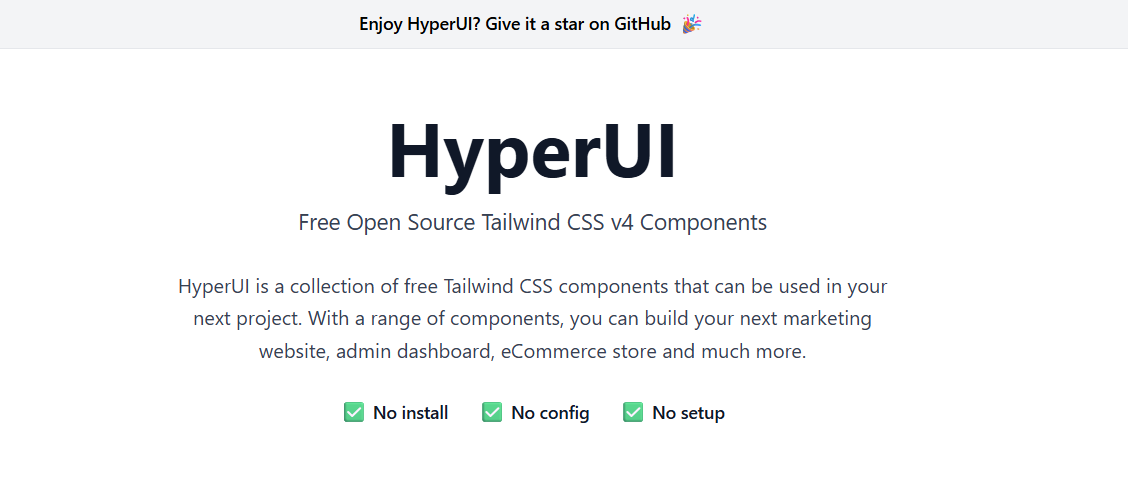 Enjoy HyperUI? Give it a star on GitHub 🎉
HyperUI
Free Open Source Tailwind CSS v4 Components
HyperUI is a collection of free Tailwind CSS components that can be used in your
next project. With a range of components, you can build your next marketing
website, admin dashboard, eCommerce store and much more.
✅ No install ✅ No config ✅ No setup